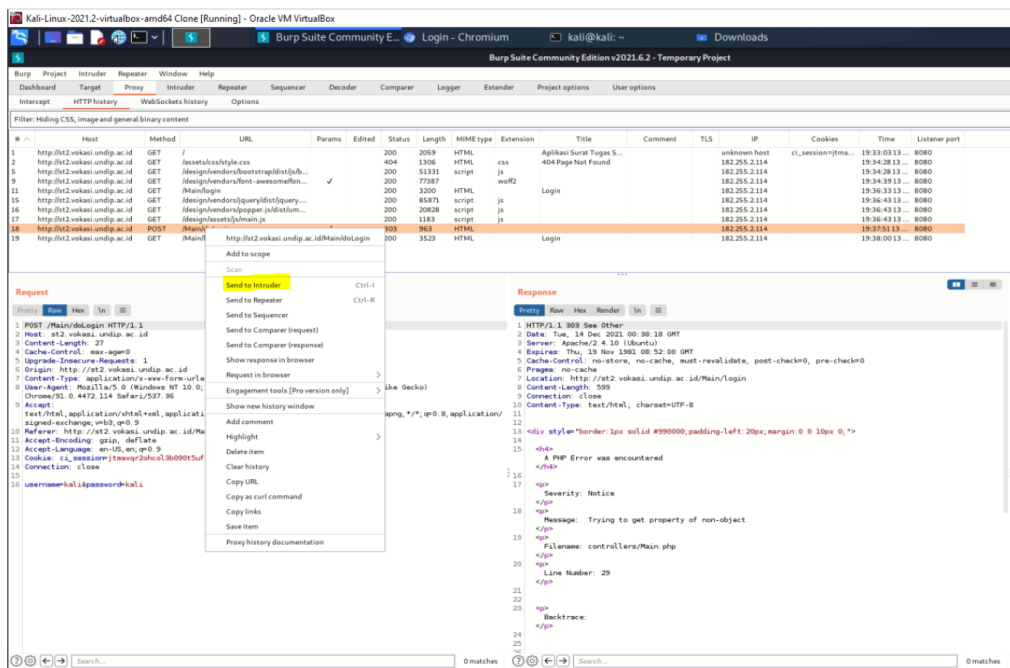 Kali-Linux-2021.2-virtualbox-amd64 Clone [Running] - Oracle VM VirtualBox
Burp Suite Community E... Login - Chromium kali@kali: ~ Downloads
Burp Suite Community Edition v2021.6.2 - Temporary Project
Burp Project Intruder Repeater Window Help
Dashboard Target Proxy Intruder Repeater Sequencer Decoder Comparer Logger Extender Project options User options
Intercept HTTP history WebSockets history Options
Filter: Hiding CSS, image and general binary content
# Host Method URL Params Edited Status Length MIME type Extension Title Comment TLS IP Cookies Time Listener port
1 http://st2.vokasi.undip.ac.id GET / 200 2059 HTML Aplikasi Surat Tugas S... unknown host ci_session=jtma... 19:33:03 13 ... 8080
2 http://st2.vokasi.undip.ac.id GET /assets/css/style.css 404 1306 HTML css 404 Page Not Found 182.255.2.114 19:34:28 13 ... 8080
5 http://st2.vokasi.undip.ac.id GET /design/vendors/bootstrap/dist/js/b... 200 51331 script js 182.255.2.114 19:34:28 13 ... 8080
9 http://st2.vokasi.undip.ac.id GET /design/vendors/font-awesome/fon... ✓ 200 77387 woff2 182.255.2.114 19:34:39 13 ... 8080
11 http://st2.vokasi.undip.ac.id GET /Main/login 200 3200 HTML Login 182.255.2.114 19:36:33 13 ... 8080
15 http://st2.vokasi.undip.ac.id GET /design/vendors/jquery/dist/jquery.... 200 85871 script js 182.255.2.114 19:36:43 13 ... 8080
16 http://st2.vokasi.undip.ac.id GET /design/vendors/popper.js/dist/um... 200 20828 script js 182.255.2.114 19:36:43 13 ... 8080
17 http://st2.vokasi.undip.ac.id GET /design/assets/js/main.js 200 1183 script js 182.255.2.114 19:36:43 13 ... 8080
18 http://st2.vokasi.undip.ac.id POST /Main/ 303 963 HTML 182.255.2.114 19:37:51 13 ... 8080
19 http://st2.vokasi.undip.ac.id GET /Main/l 200 3523 HTML Login 182.255.2.114 19:38:00 13 ... 8080
http://st2.vokasi.undip.ac.id/Main/doLogin
Add to scope
Scan
Send to Intruder Ctrl-I
Send to Repeater Ctrl-R
Send to Sequencer
Send to Comparer (request)
Send to Comparer (response)
Show response in browser
Request in browser
Engagement tools [Pro version only]
Show new history window
Add comment
Highlight
Delete item
Clear history
Copy URL
Copy as curl command
Copy links
Save item
Proxy history documentation
Request
Pretty Raw Hex \n
1 POST /Main/doLogin HTTP/1.1
2 Host: st2.vokasi.undip.ac.id
3 Content-Length: 27
4 Cache-Control: max-age=0
5 Upgrade-Insecure-Requests: 1
6 Origin: http://st2.vokasi.undip.ac.id
7 Content-Type: application/x-www-form-urle
8 User-Agent: Mozilla/5.0 (Windows NT 10.0; ike Gecko)
Chrome/91.0.4472.114 Safari/537.36
9 Accept:
text/html,application/xhtml+xml,applicati apng,*/*;q=0.8,application/
signed-exchange;v=b3;q=0.9
10 Referer: http://st2.vokasi.undip.ac.id/Ma
11 Accept-Encoding: gzip, deflate
12 Accept-Language: en-US,en;q=0.9
13 Cookie: ci_session=jtmavqr2ohcol3b090t5uf
14 Connection: close
15
16 username=kali&password=kali
Search... 0 matches
Response
Pretty Raw Hex Render \n
1 HTTP/1.1 303 See Other
2 Date: Tue, 14 Dec 2021 00:38:18 GMT
3 Server: Apache/2.4.10 (Ubuntu)
4 Expires: Thu, 19 Nov 1981 08:52:00 GMT
5 Cache-Control: no-store, no-cache, must-revalidate, post-check=0, pre-check=0
6 Pragma: no-cache
7 Location: http://st2.vokasi.undip.ac.id/Main/login
8 Content-Length: 599
9 Connection: close
10 Content-Type: text/html; charset=UTF-8
11
12
13 <div style="border:1px solid #990000;padding-left:20px;margin:0 0 10px 0;">
14
15 <h4>
A PHP Error was encountered
</h4>
16
17 <p>
Severity: Notice
</p>
18 <p>
Message: Trying to get property of non-object
</p>
19 <p>
Filename: controllers/Main.php
</p>
20 <p>
Line Number: 29
</p>
21
22
23 <p>
Backtrace:
</p>
24
25
Search... 0 matches